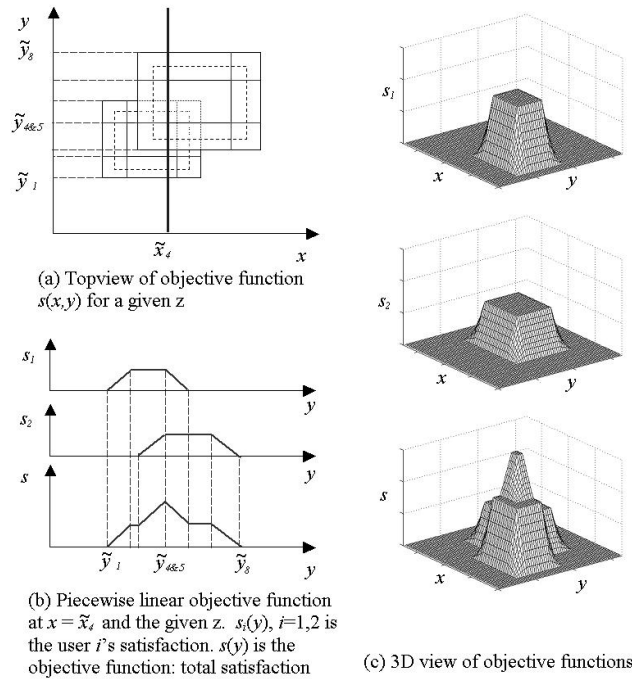 y
ỹ8
ỹ4&5
ỹ1
x̃4
x
(a) Topview of objective function
s(x,y) for a given z
s1
y
s2
y
s
ỹ1
ỹ4&5
ỹ8
y
(b) Piecewise linear objective function
at x = x̃4 and the given z. si(y), i=1,2 is
the user i's satisfaction. s(y) is the
objective function: total satisfaction
s1
x
y
s2
x
y
s
x
y
(c) 3D view of objective functions